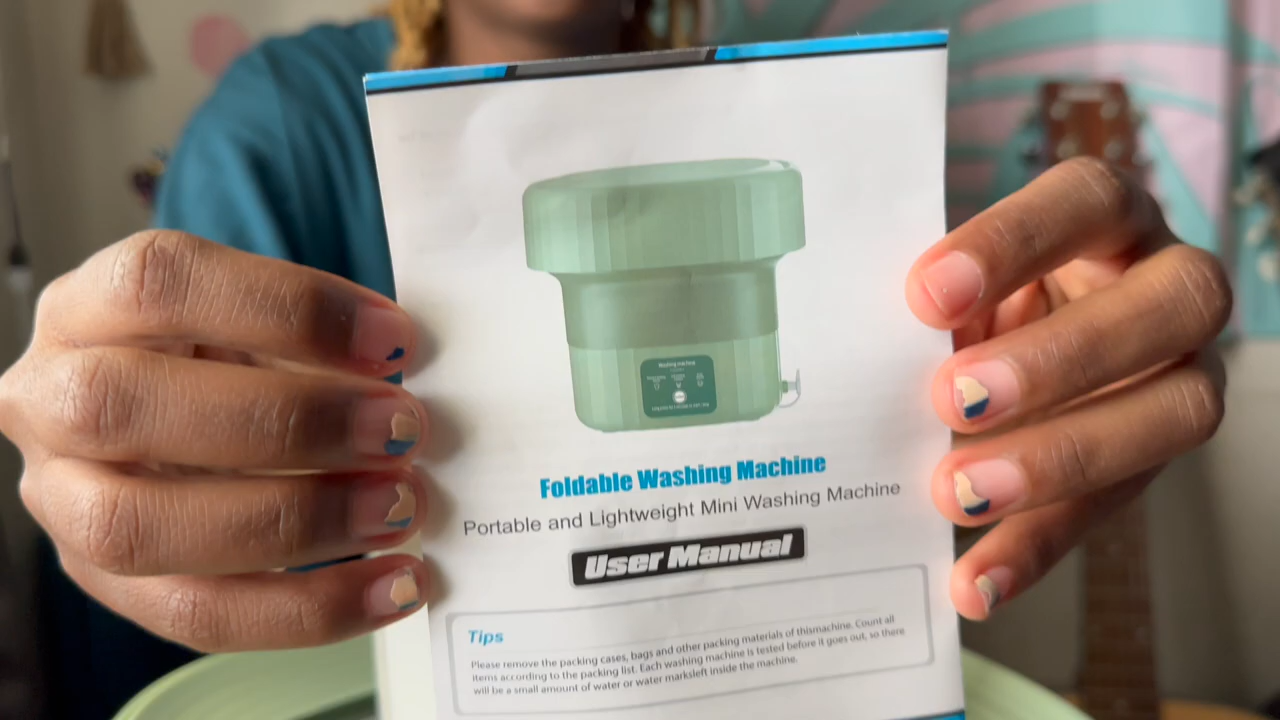 Washing machine
Foldable Washing Machine
Portable and Lightweight Mini Washing Machine
User Manual
Tips
Please remove the packing cases, bags and other packing materials of thismachine. Count all
items according to the packing list. Each washing machine is tested before it goes out, so there
will be a small amount of water or water marksleft inside the machine.